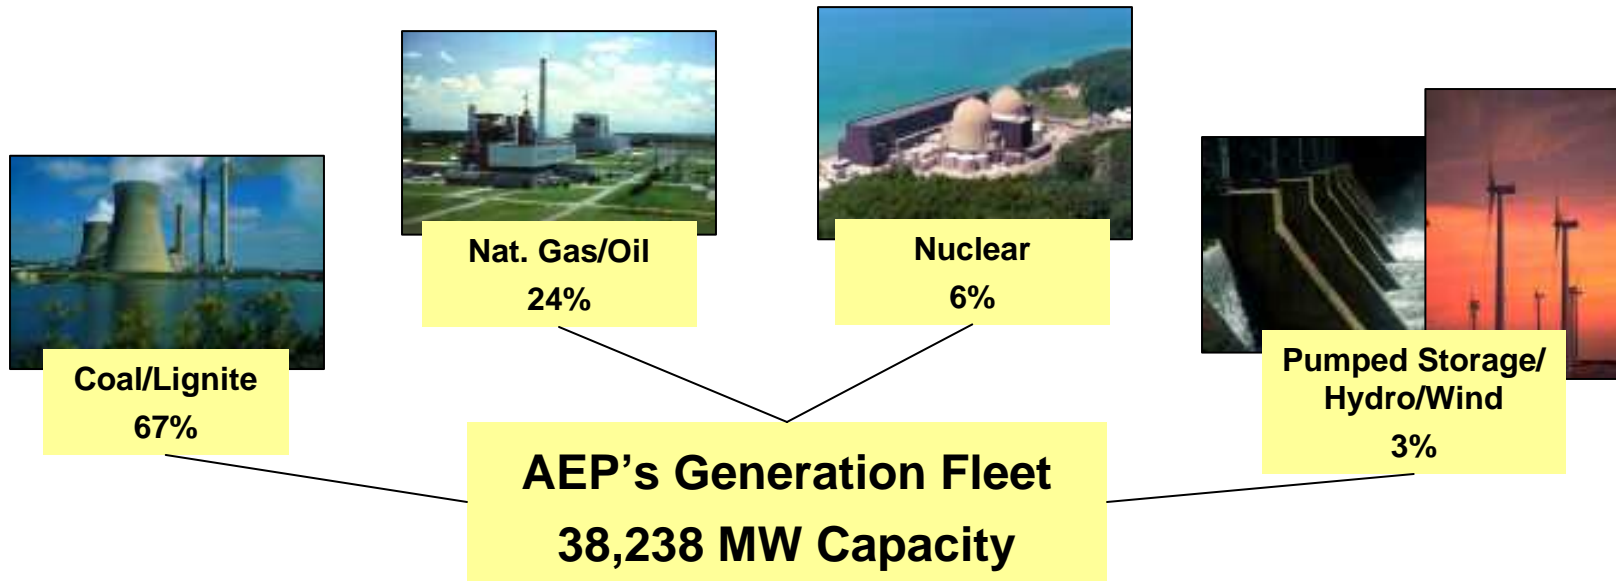 Nat. Gas/Oil
24%
Nuclear
6%
Coal/Lignite
67%
Pumped Storage/
Hydro/Wind
3%
AEP's Generation Fleet
38,238 MW Capacity